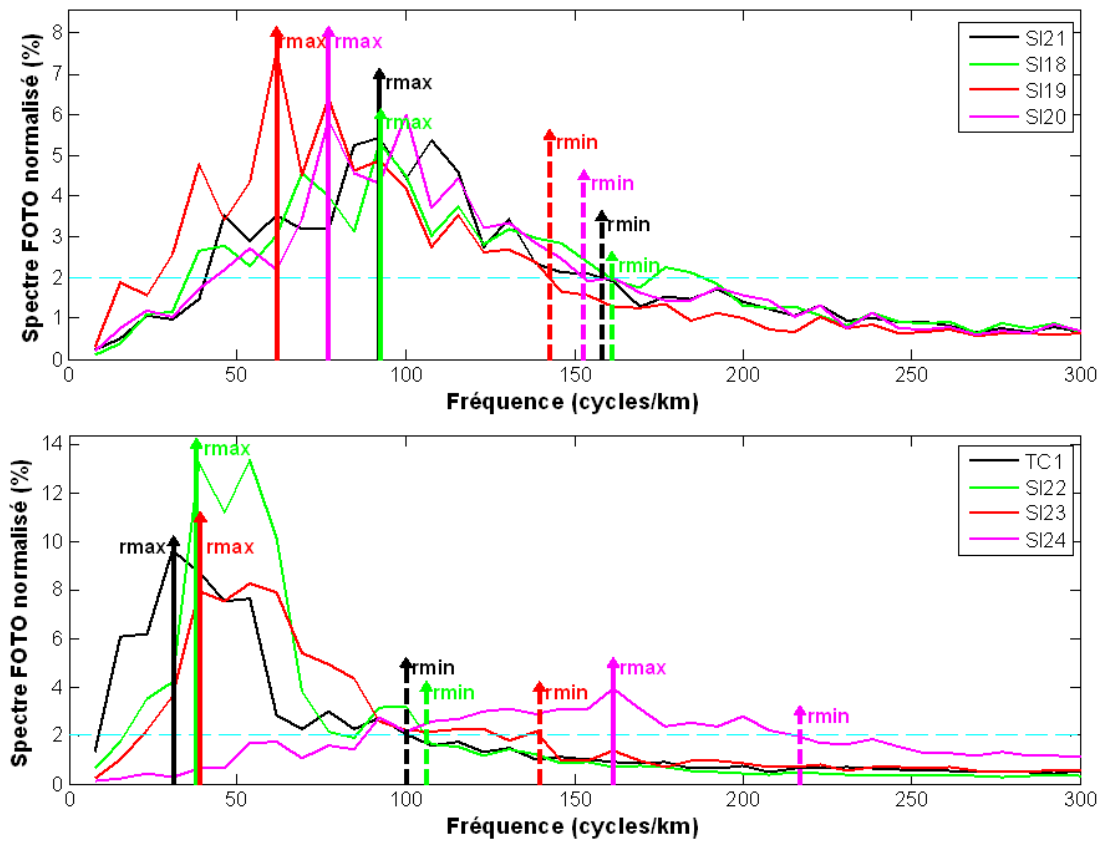 Spectre FOTO normalisé (%)
8
7
6
5
4
3
2
1
0
rmax
rmax
rmax
rmax
rmin
rmin
rmin
rmin
SI21
SI18
SI19
SI20
0 50 100 150 200 250 300
Fréquence (cycles/km)
Spectre FOTO normalisé (%)
14
12
10
8
6
4
2
0
rmax
rmax
rmax
rmin
rmin
rmin
rmax
rmin
TC1
SI22
SI23
SI24
0 50 100 150 200 250 300
Fréquence (cycles/km)